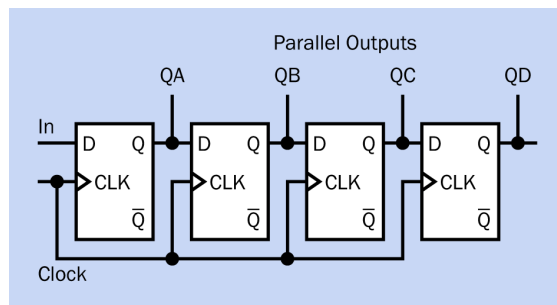 Parallel Outputs
QA QB QC QD
In
D Q D Q D Q D Q
CLK CLK CLK CLK
Q̅ Q̅ Q̅ Q̅
Clock